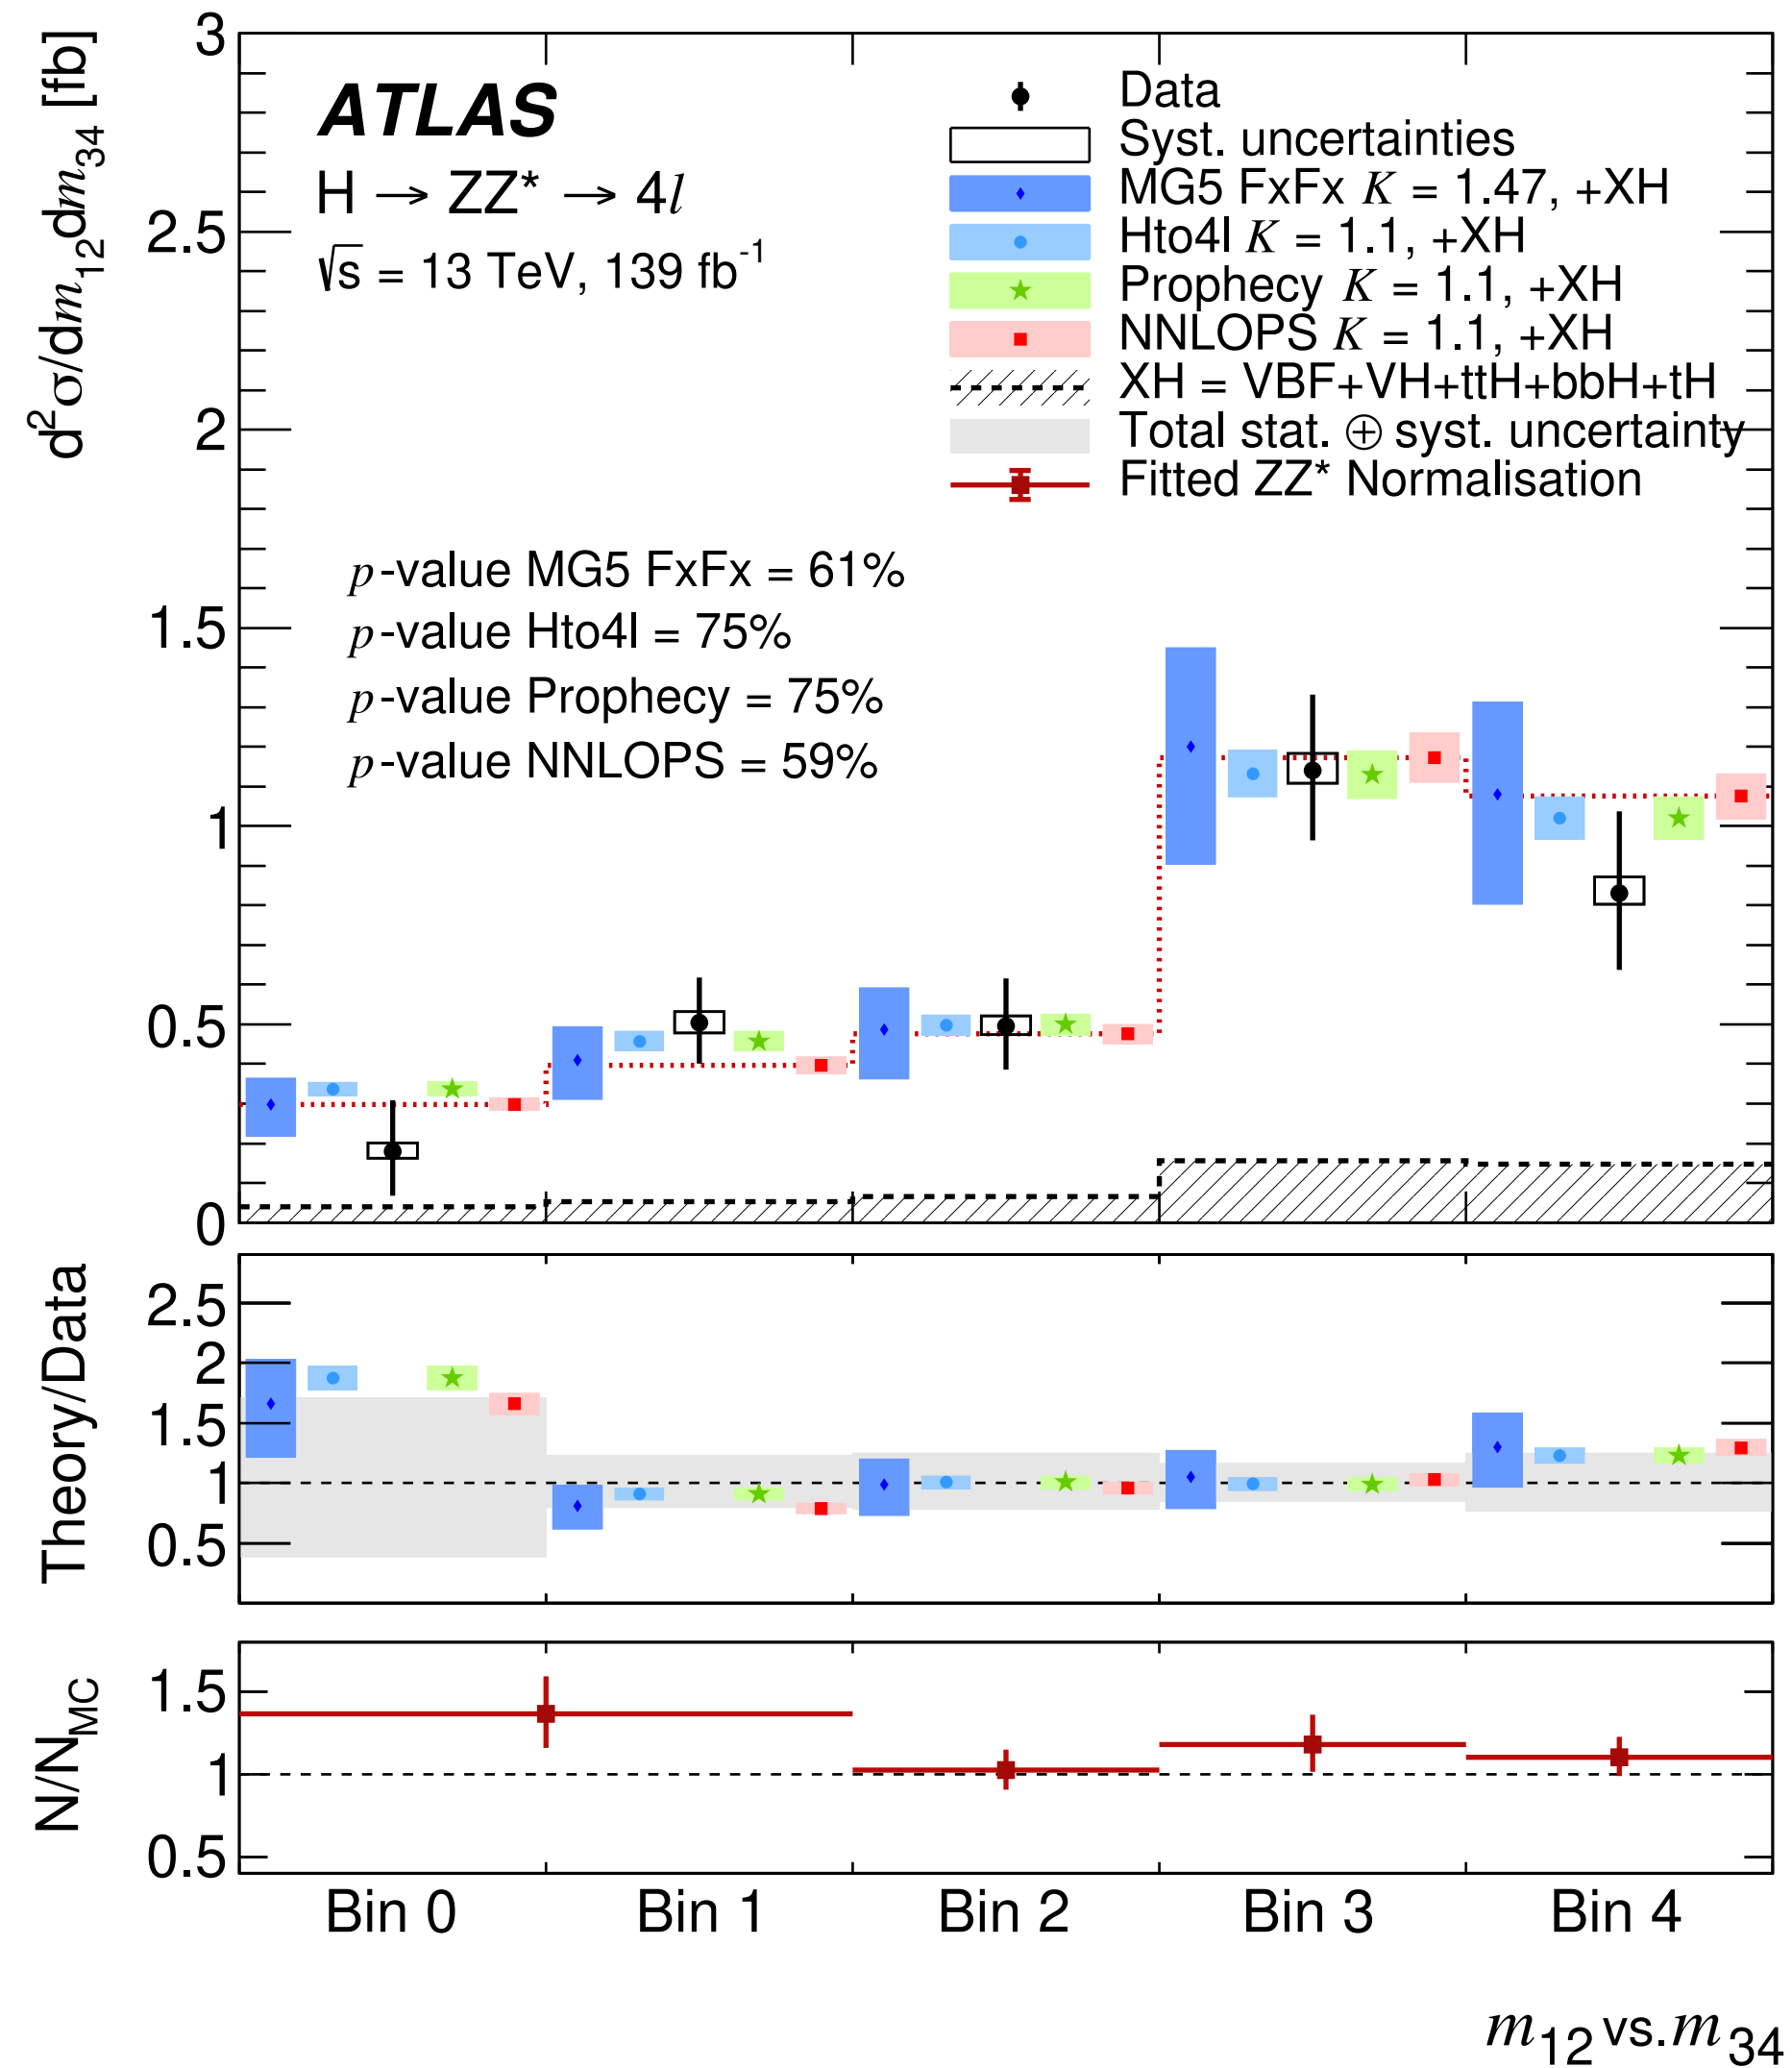 d²σ/dm₁₂dm₃₄ [fb]
3
2.5
2
1.5
1
0.5
0
ATLAS
H → ZZ* → 4l
√s = 13 TeV, 139 fb⁻¹
Data
Syst. uncertainties
MG5 FxFx K = 1.47, +XH
Hto4l K = 1.1, +XH
Prophecy K = 1.1, +XH
NNLOPS K = 1.1, +XH
XH = VBF+VH+ttH+bbH+tH
Total stat. ⊕ syst. uncertainty
Fitted ZZ* Normalisation
p-value MG5 FxFx = 61%
p-value Hto4l = 75%
p-value Prophecy = 75%
p-value NNLOPS = 59%
Theory/Data
2.5
2
1.5
1
0.5
N/N_MC
1.5
1
0.5
Bin 0 Bin 1 Bin 2 Bin 3 Bin 4
m₁₂ vs. m₃₄